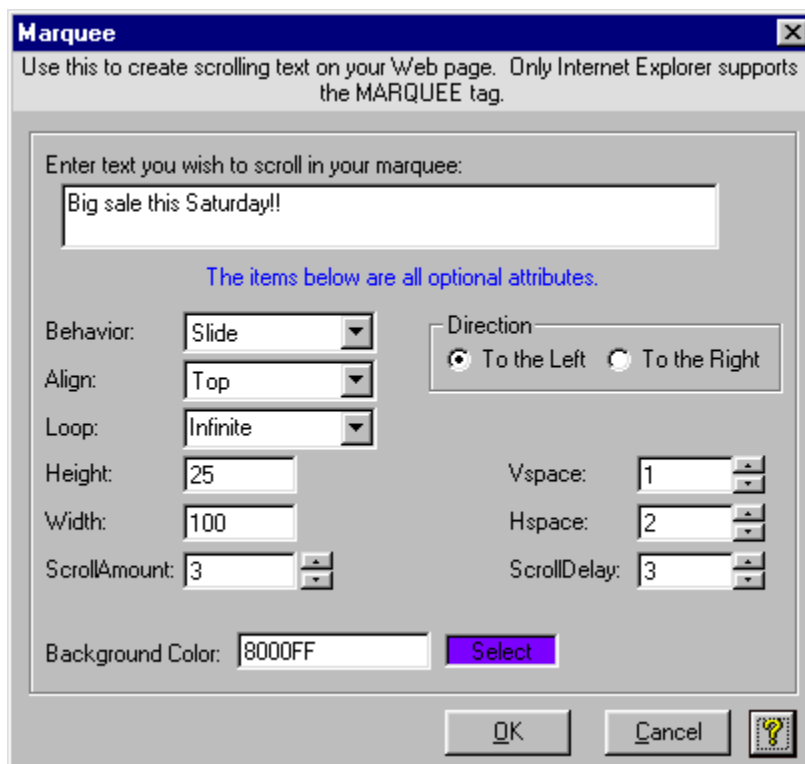 Marquee
Use this to create scrolling text on your Web page.  Only Internet Explorer supports
the MARQUEE tag.
Enter text you wish to scroll in your marquee:
Big sale this Saturday!!
The items below are all optional attributes.
Behavior: Slide
Direction
To the Left To the Right
Align: Top
Loop: Infinite
Height: 25 Vspace: 1
Width: 100 Hspace: 2
ScrollAmount: 3 ScrollDelay: 3
Background Color: 8000FF Select
OK Cancel ?